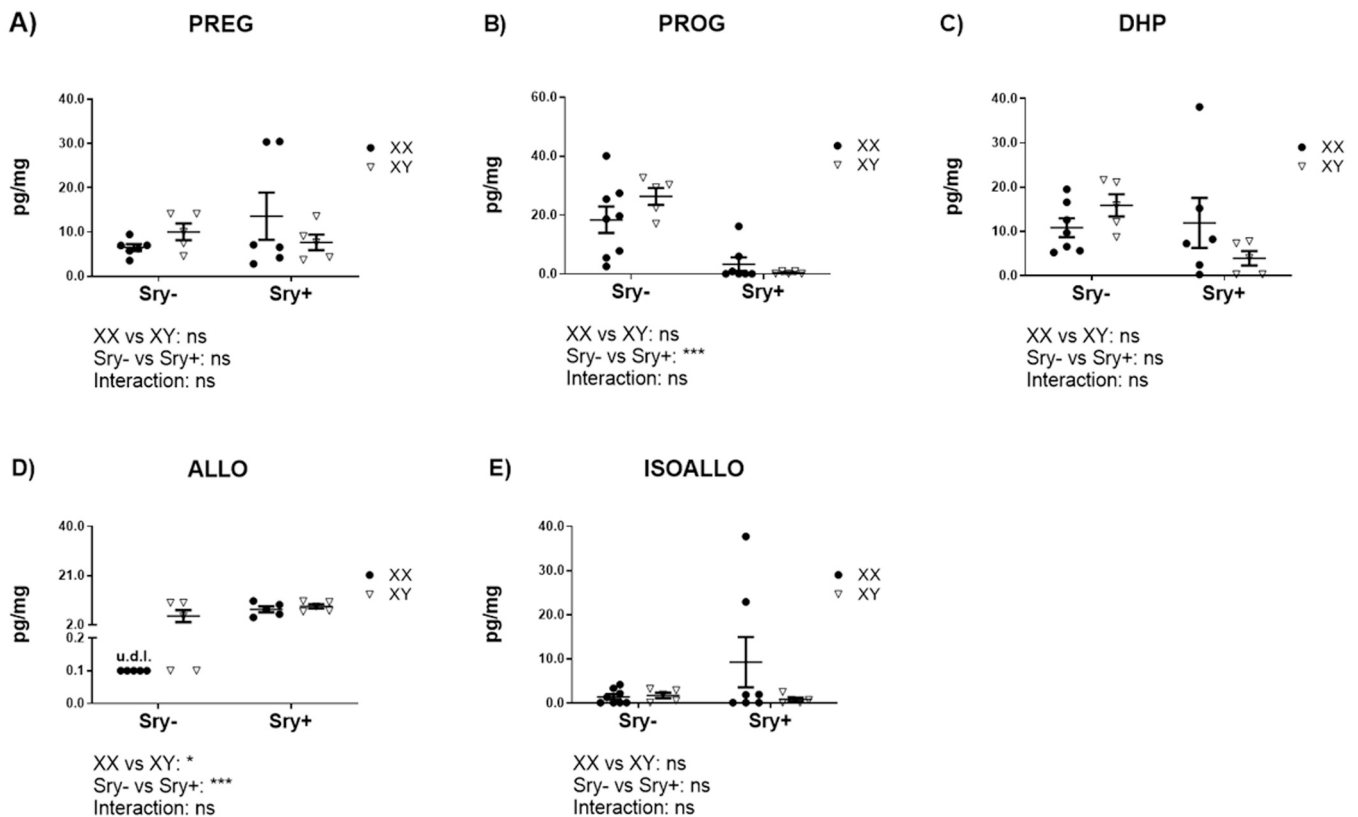 A) PREG
40.0
30.0
20.0
10.0
0.0
pg/mg
XX
XY
Sry- Sry+
XX vs XY: ns
Sry- vs Sry+: ns
Interaction: ns
B) PROG
60.0
40.0
20.0
0.0
pg/mg
XX
XY
Sry- Sry+
XX vs XY: ns
Sry- vs Sry+: ***
Interaction: ns
C) DHP
40.0
30.0
20.0
10.0
0.0
pg/mg
XX
XY
Sry- Sry+
XX vs XY: ns
Sry- vs Sry+: ns
Interaction: ns
D) ALLO
40.0
21.0
2.0
0.2
0.1
0.0
pg/mg
u.d.l.
XX
XY
Sry- Sry+
XX vs XY: *
Sry- vs Sry+: ***
Interaction: ns
E) ISOALLO
40.0
30.0
20.0
10.0
0.0
pg/mg
XX
XY
Sry- Sry+
XX vs XY: ns
Sry- vs Sry+: ns
Interaction: ns